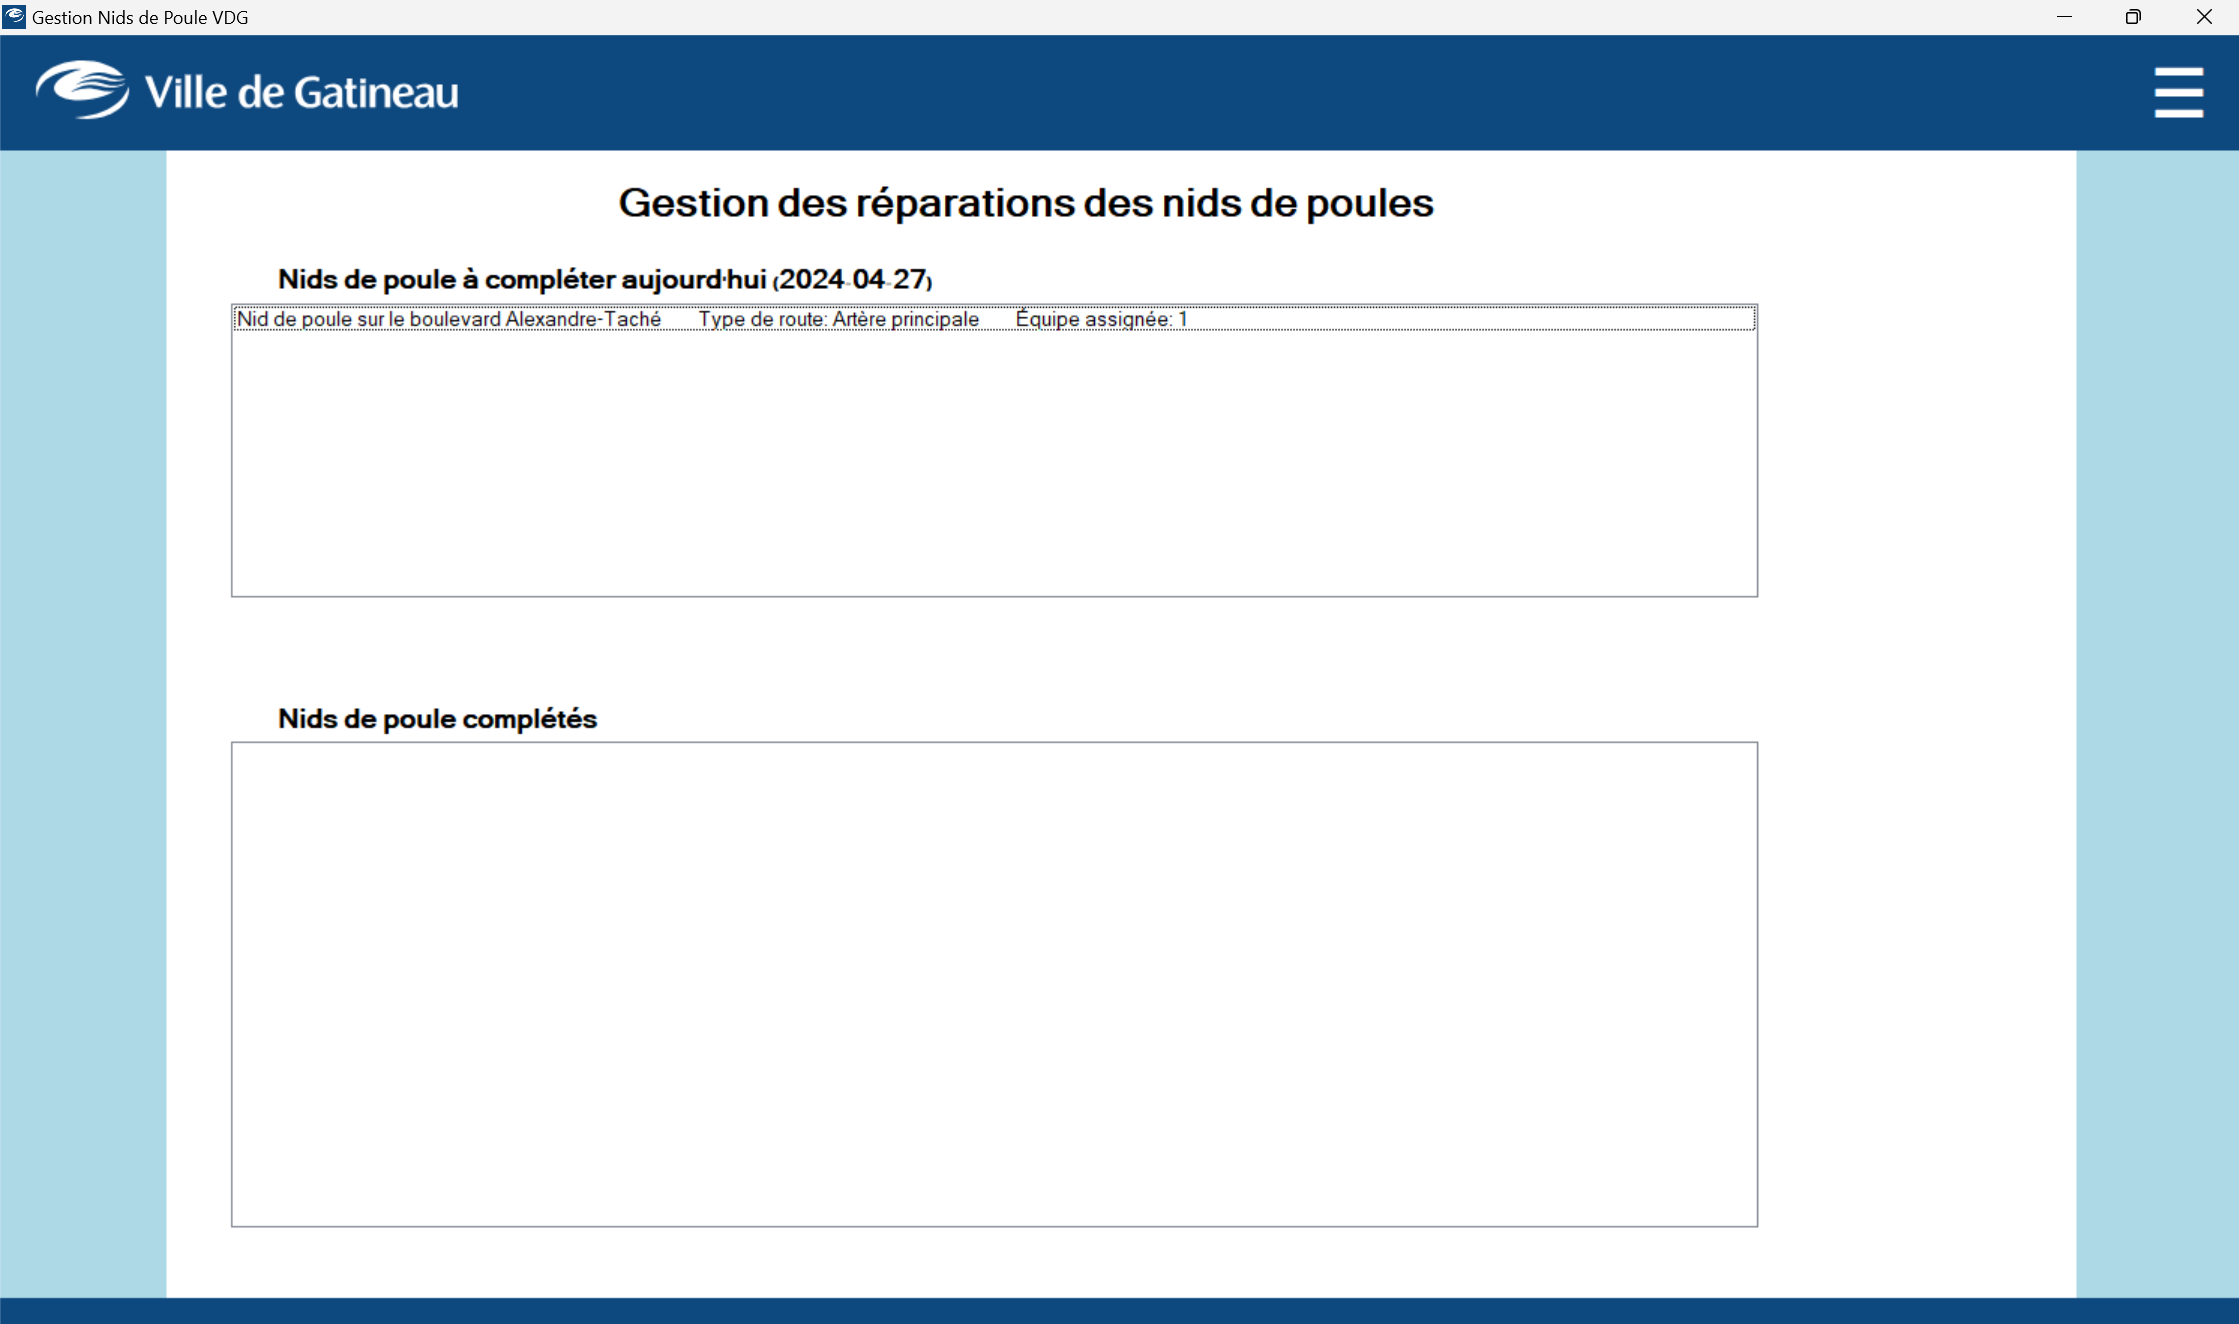 Gestion Nids de Poule VDG
Ville de Gatineau
Gestion des réparations des nids de poules
Nids de poule à compléter aujourd'hui (2024-04-27)
Nid de poule sur le boulevard Alexandre-Taché Type de route: Artère principale Équipe assignée: 1
Nids de poule complétés